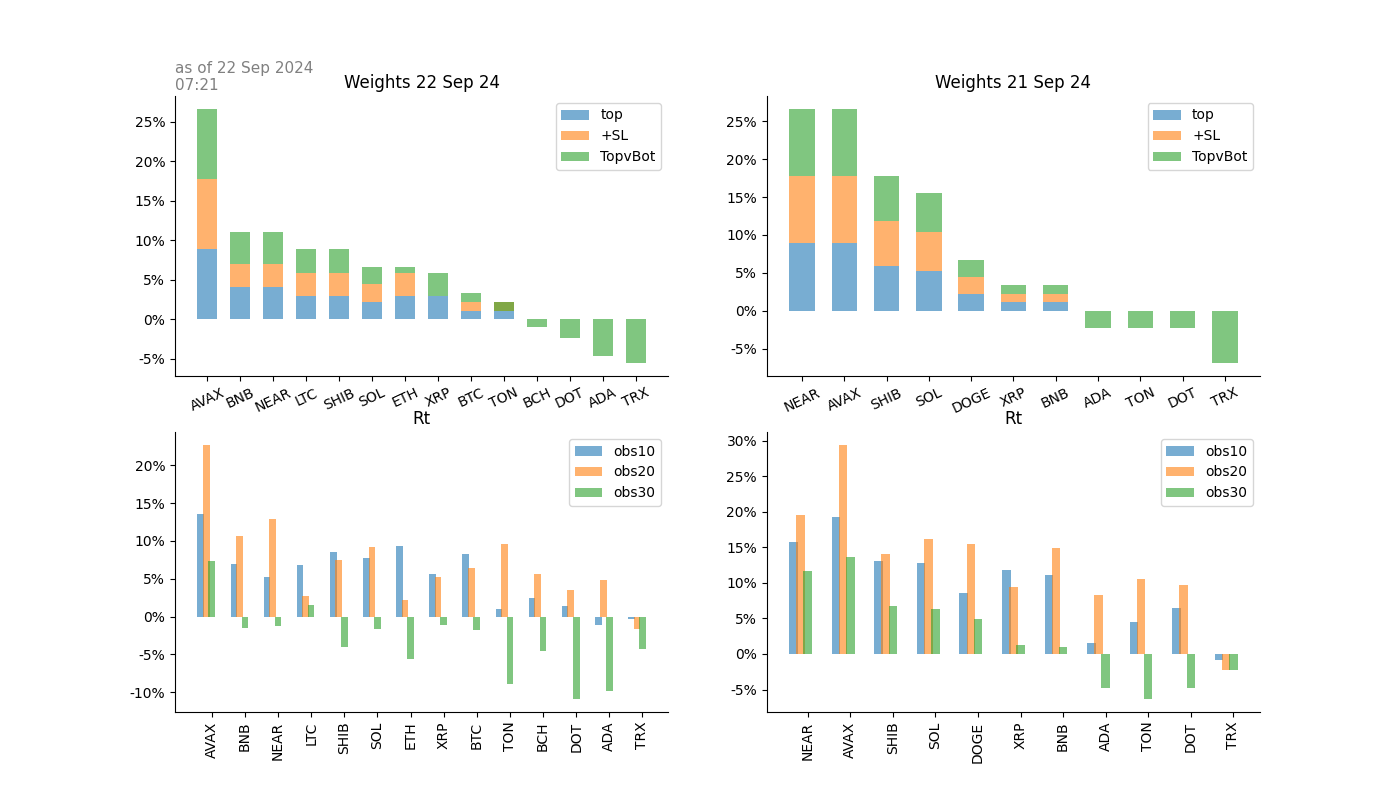 as of 22 Sep 2024
07:21
Weights 22 Sep 24
25%
20%
15%
10%
5%
0%
-5%
top
+SL
TopvBot
AVAX BNB NEAR LTC SHIB SOL ETH XRP BTC TON BCH DOT ADA TRX
Weights 21 Sep 24
25%
20%
15%
10%
5%
0%
-5%
top
+SL
TopvBot
NEAR AVAX SHIB SOL DOGE XRP BNB ADA TON DOT TRX
Rt
20%
15%
10%
5%
0%
-5%
-10%
obs10
obs20
obs30
AVAX BNB NEAR LTC SHIB SOL ETH XRP BTC TON BCH DOT ADA TRX
Rt
30%
25%
20%
15%
10%
5%
0%
-5%
obs10
obs20
obs30
NEAR AVAX SHIB SOL DOGE XRP BNB ADA TON DOT TRX